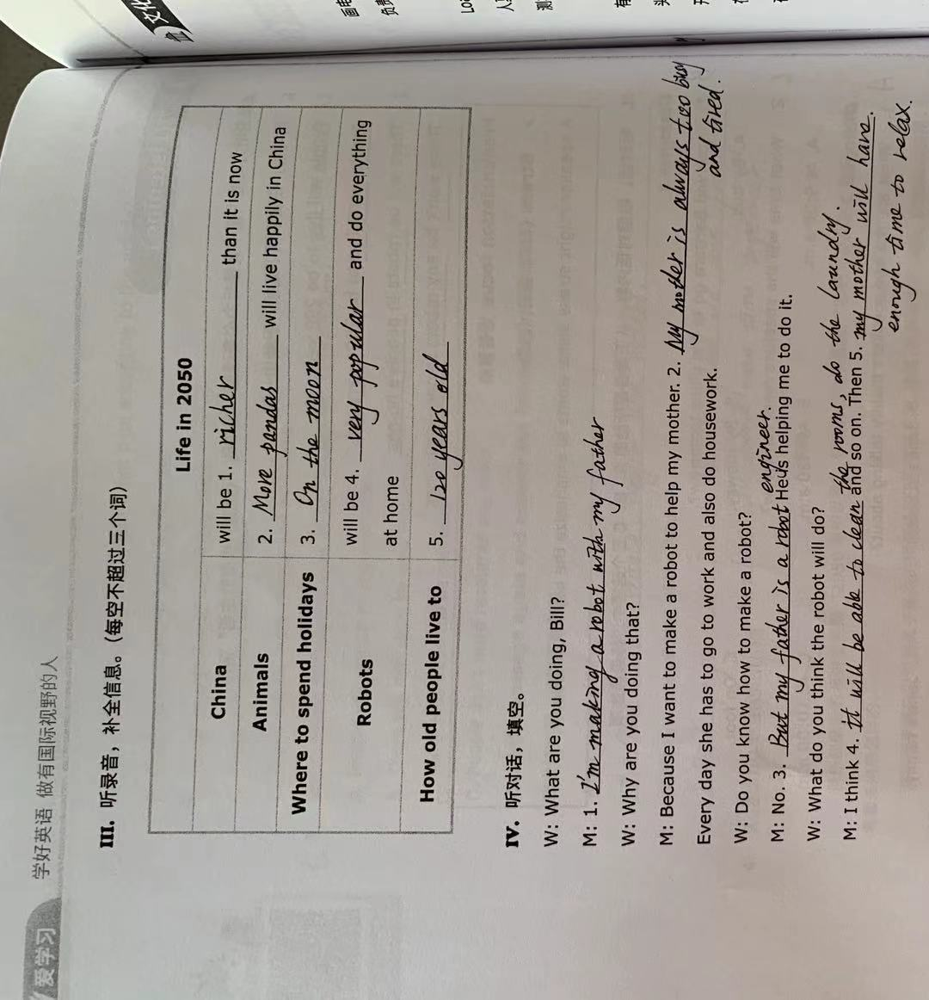 爱学习 学好英语 做有国际视野的人
III. 听录音，补全信息。（每空不超过三个词）
Life in 2050
China will be 1. richer than it is now
Animals 2. More pandas will live happily in China
Where to spend holidays 3. On the moon
Robots will be 4. very popular and do everything
at home
How old people live to 5. 120 years old
IV. 听对话，填空。
W: What are you doing, Bill?
M: 1. I'm making a robot with my father
W: Why are you doing that?
M: Because I want to make a robot to help my mother. 2. My mother is always too busy
and tired.
Every day she has to go to work and also do housework.
W: Do you know how to make a robot?
M: No. 3. But my father is a robot engineer. He is helping me to do it.
W: What do you think the robot will do?
M: I think 4. It will be able to clean the rooms, do the laundry. and so on. Then 5. my mother will have.
enough time to relax.
文化